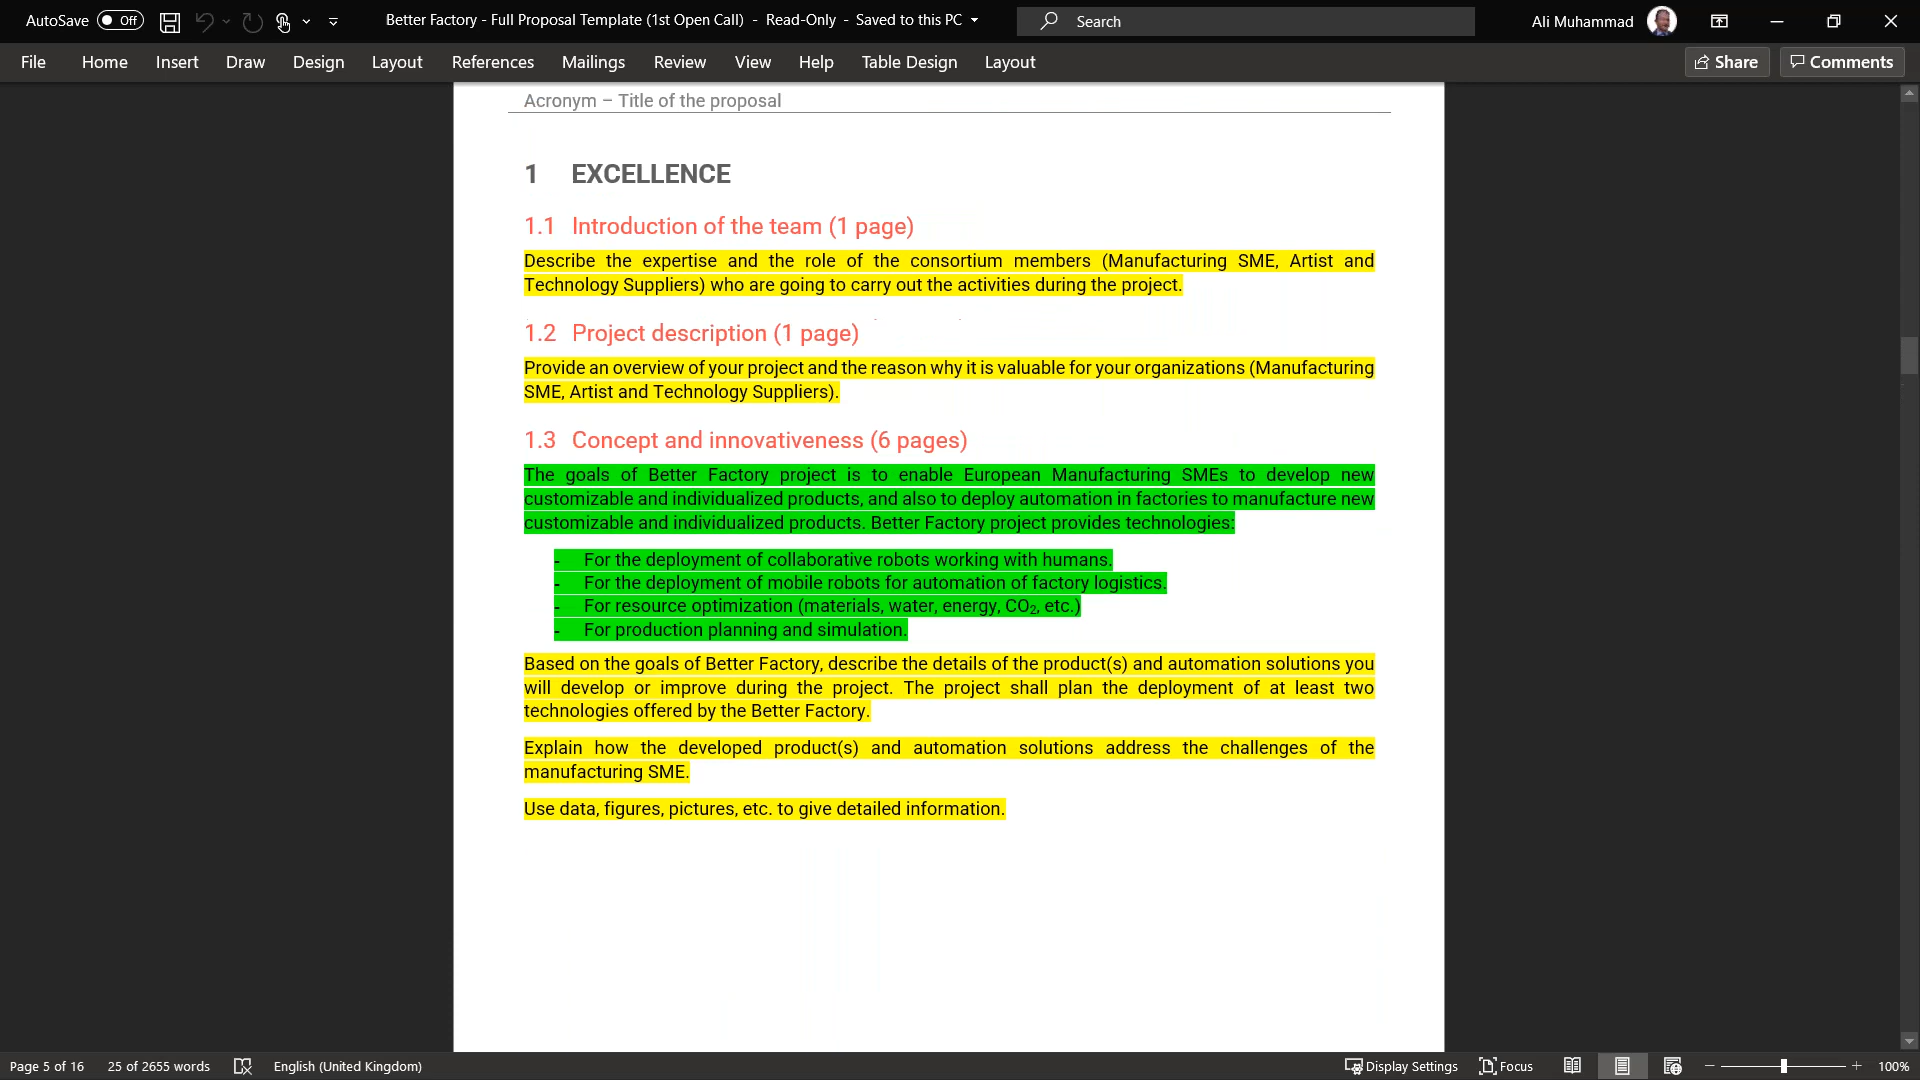 AutoSave Off Better Factory - Full Proposal Template (1st Open Call) - Read-Only - Saved to this PC Search Ali Muhammad
File Home Insert Draw Design Layout References Mailings Review View Help Table Design Layout Share Comments
Acronym – Title of the proposal
1 EXCELLENCE
1.1 Introduction of the team (1 page)
Describe the expertise and the role of the consortium members (Manufacturing SME, Artist and
Technology Suppliers) who are going to carry out the activities during the project.
1.2 Project description (1 page)
Provide an overview of your project and the reason why it is valuable for your organizations (Manufacturing
SME, Artist and Technology Suppliers).
1.3 Concept and innovativeness (6 pages)
The goals of Better Factory project is to enable European Manufacturing SMEs to develop new
customizable and individualized products, and also to deploy automation in factories to manufacture new
customizable and individualized products. Better Factory project provides technologies:
- For the deployment of collaborative robots working with humans.
- For the deployment of mobile robots for automation of factory logistics.
- For resource optimization (materials, water, energy, CO₂, etc.)
- For production planning and simulation.
Based on the goals of Better Factory, describe the details of the product(s) and automation solutions you
will develop or improve during the project. The project shall plan the deployment of at least two
technologies offered by the Better Factory.
Explain how the developed product(s) and automation solutions address the challenges of the
manufacturing SME.
Use data, figures, pictures, etc. to give detailed information.
Page 5 of 16 25 of 2655 words English (United Kingdom) Display Settings Focus 100%